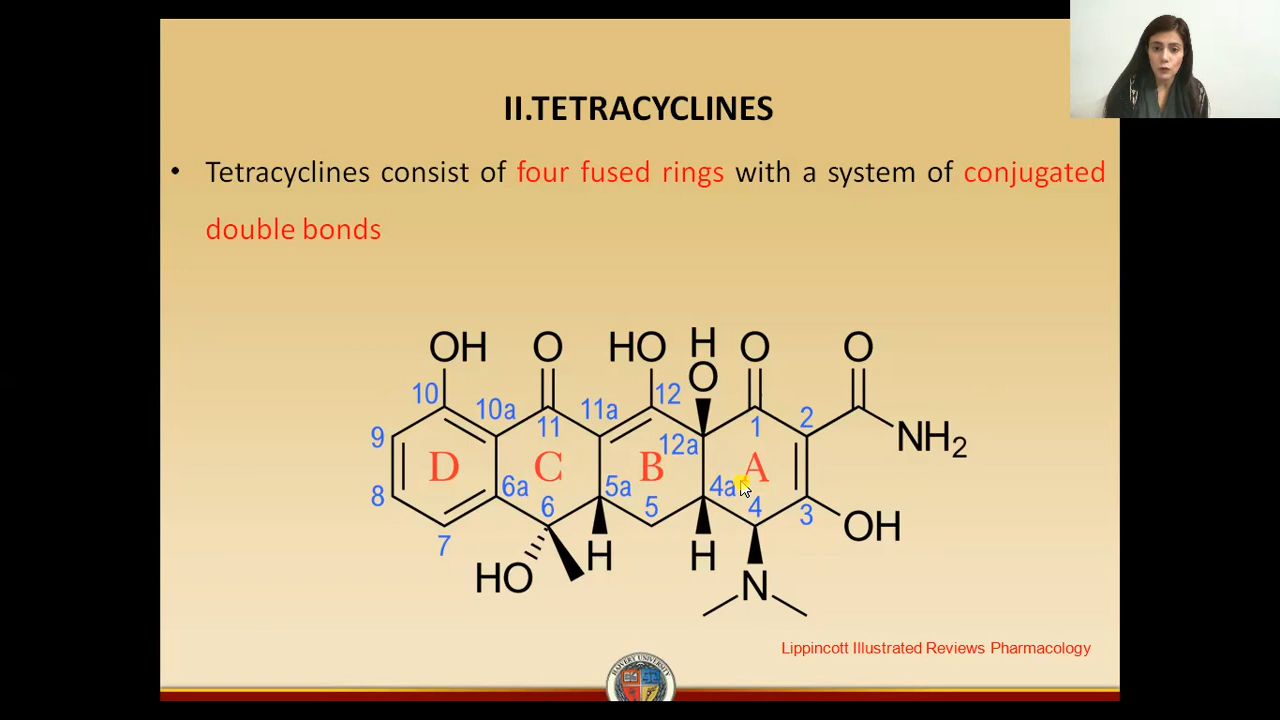 II.TETRACYCLINES
• Tetracyclines consist of four fused rings with a system of conjugated
double bonds
OH O HO H O O
O
10 12
10a 11 11a 12a 1 2
9 NH2
D C B A
8 6a 6 5a 5 4a 4 3
7 OH
HO H H N
Lippincott Illustrated Reviews Pharmacology